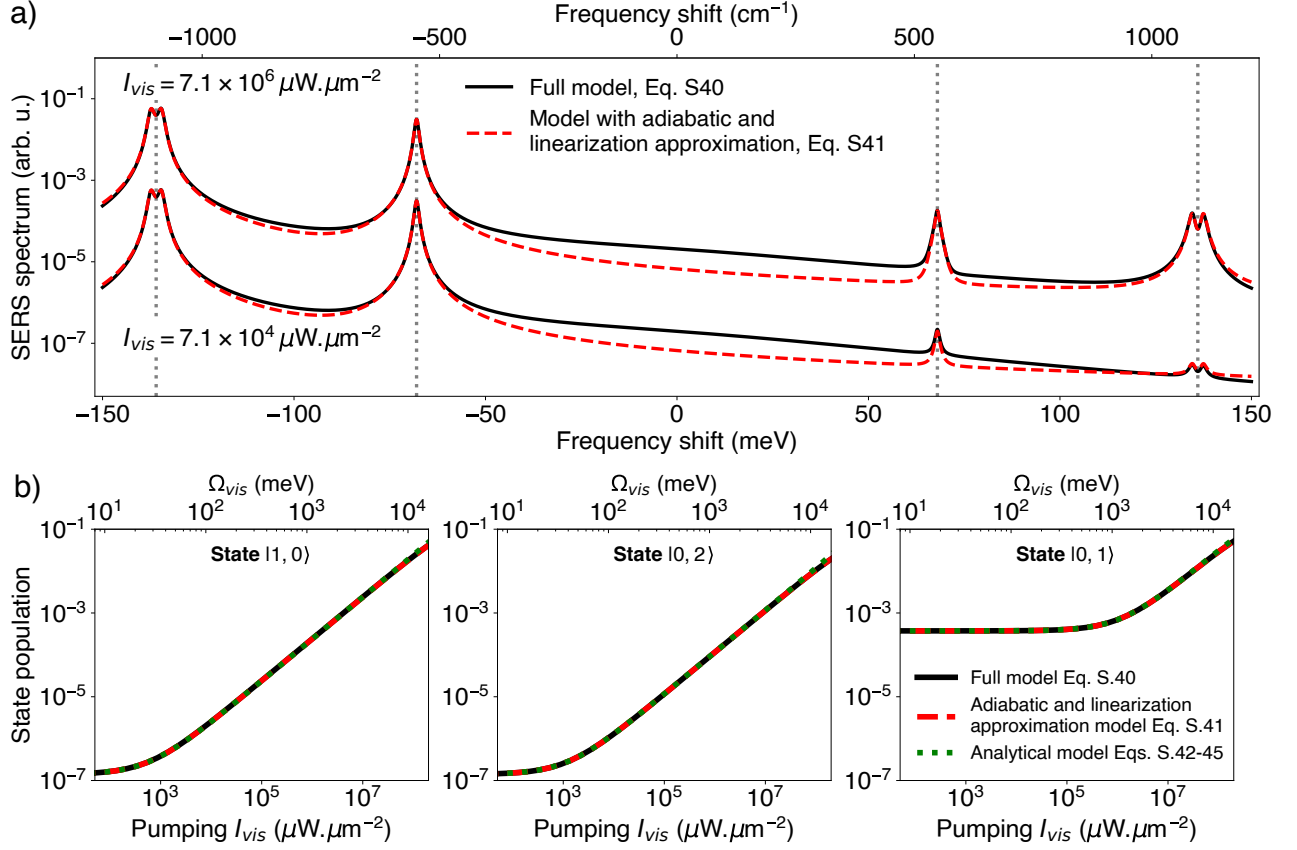 a)
Frequency shift (cm⁻¹)
−1000 −500 0 500 1000
I_vis = 7.1 × 10⁶ μW.μm⁻²
Full model, Eq. S40
Model with adiabatic and
linearization approximation, Eq. S41
SERS spectrum (arb. u.)
10⁻¹
10⁻³
10⁻⁵
10⁻⁷
I_vis = 7.1 × 10⁴ μW.μm⁻²
−150 −100 −50 0 50 100 150
Frequency shift (meV)
b)
Ω_vis (meV)
10¹ 10² 10³ 10⁴
State |1, 0⟩
State population
10⁻¹
10⁻³
10⁻⁵
10⁻⁷
10³ 10⁵ 10⁷
Pumping I_vis (μW.μm⁻²)
Ω_vis (meV)
10¹ 10² 10³ 10⁴
State |0, 2⟩
10⁻¹
10⁻³
10⁻⁵
10⁻⁷
10³ 10⁵ 10⁷
Pumping I_vis (μW.μm⁻²)
Ω_vis (meV)
10¹ 10² 10³ 10⁴
State |0, 1⟩
10⁻¹
10⁻³
10⁻⁵
10⁻⁷
Full model Eq. S.40
Adiabatic and linearization
approximation model Eq. S.41
Analytical model Eqs. S.42-45
10³ 10⁵ 10⁷
Pumping I_vis (μW.μm⁻²)